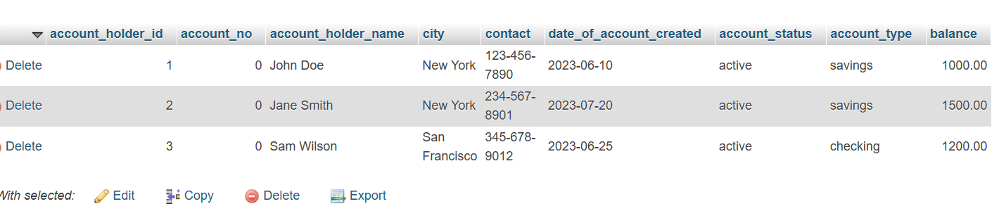 account_holder_id account_no account_holder_name city contact date_of_account_created account_status account_type balance
Delete 1 0 John Doe New York 123-456-7890 2023-06-10 active savings 1000.00
Delete 2 0 Jane Smith New York 234-567-8901 2023-07-20 active savings 1500.00
Delete 3 0 Sam Wilson San Francisco 345-678-9012 2023-06-25 active checking 1200.00
With selected: Edit Copy Delete Export